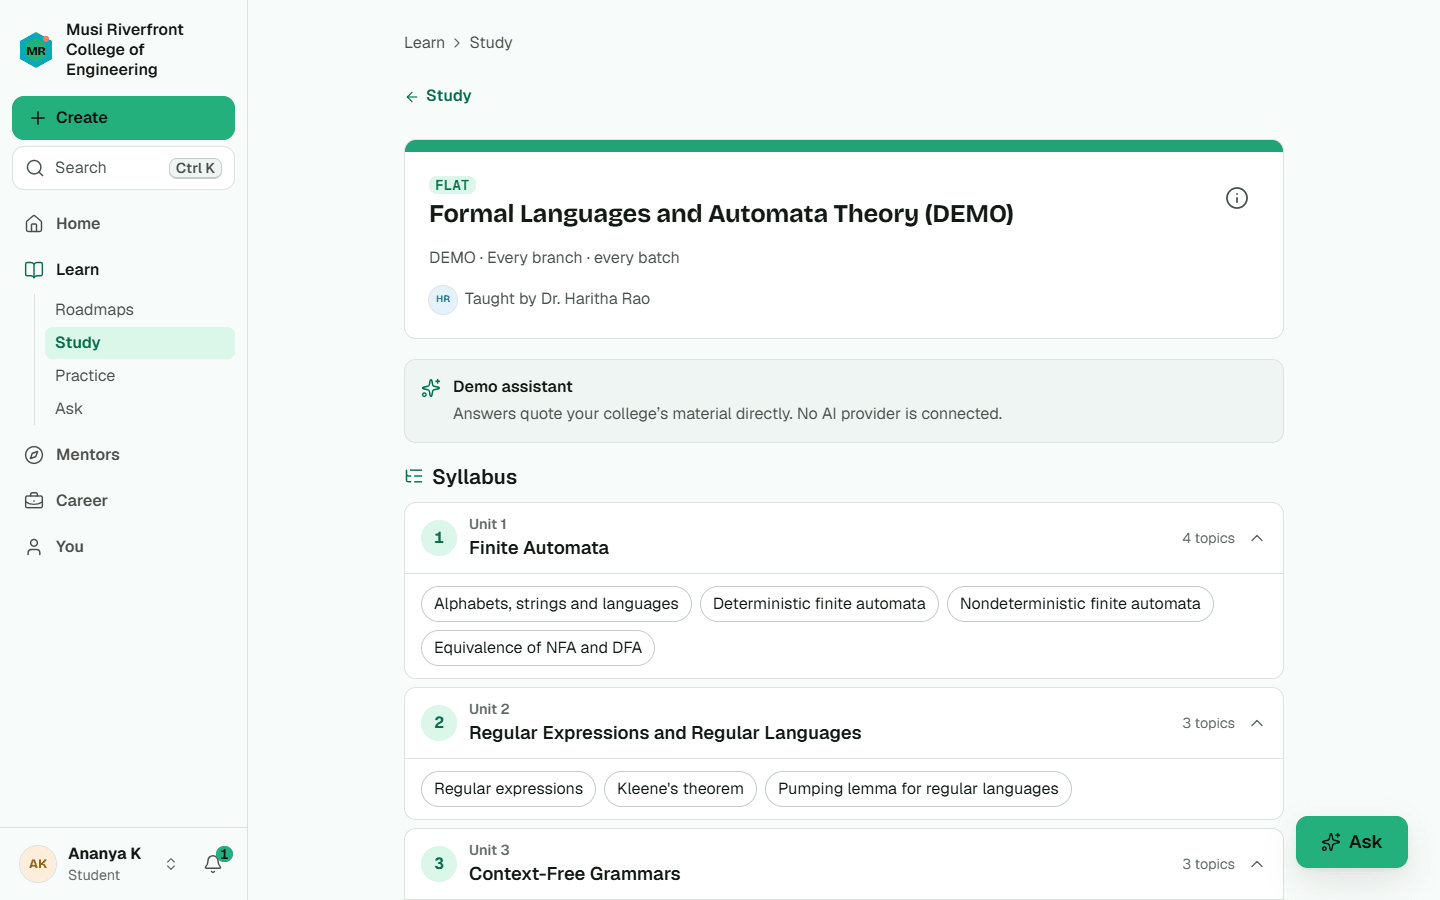 MR
Musi Riverfront
College of
Engineering
Create
Search
Ctrl K
Home
Learn
Roadmaps
Study
Practice
Ask
Mentors
Career
You
AK
Ananya K
Student
1
Learn > Study
← Study
FLAT
Formal Languages and Automata Theory (DEMO)
DEMO · Every branch · every batch
HR
Taught by Dr. Haritha Rao
Demo assistant
Answers quote your college’s material directly. No AI provider is connected.
Syllabus
1
Unit 1
Finite Automata
4 topics
Alphabets, strings and languages
Deterministic finite automata
Nondeterministic finite automata
Equivalence of NFA and DFA
2
Unit 2
Regular Expressions and Regular Languages
3 topics
Regular expressions
Kleene's theorem
Pumping lemma for regular languages
3
Unit 3
Context-Free Grammars
3 topics
Ask